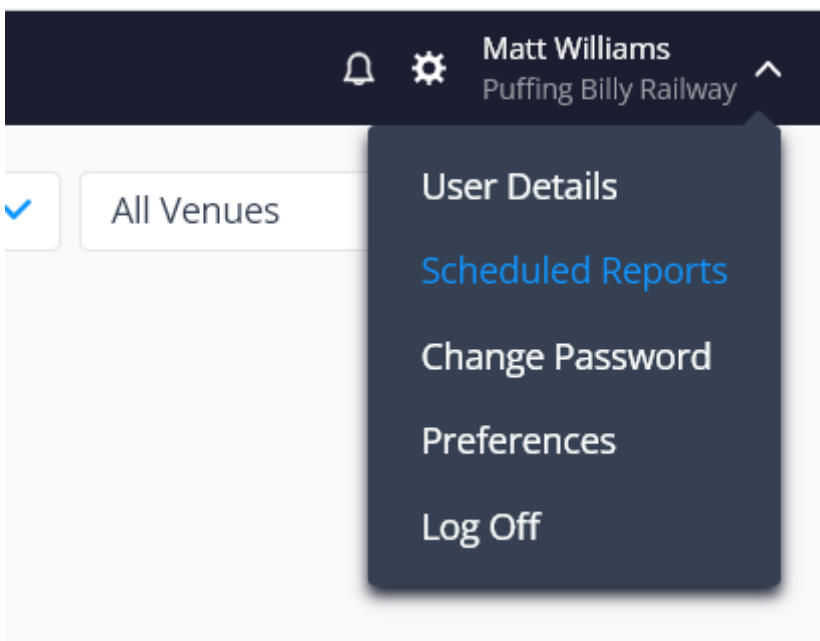 Matt Williams
Puffing Billy Railway
All Venues
User Details
Scheduled Reports
Change Password
Preferences
Log Off